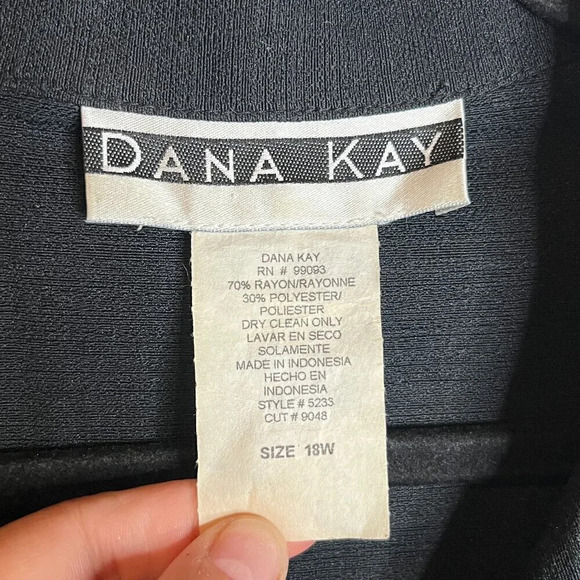 DANA KAY
DANA KAY
RN # 99093
70% RAYON/RAYONNE
30% POLYESTER/
POLIESTER
DRY CLEAN ONLY
LAVAR EN SECO
SOLAMENTE
MADE IN INDONESIA
HECHO EN
INDONESIA
STYLE # 5233
CUT # 9048
SIZE 18W